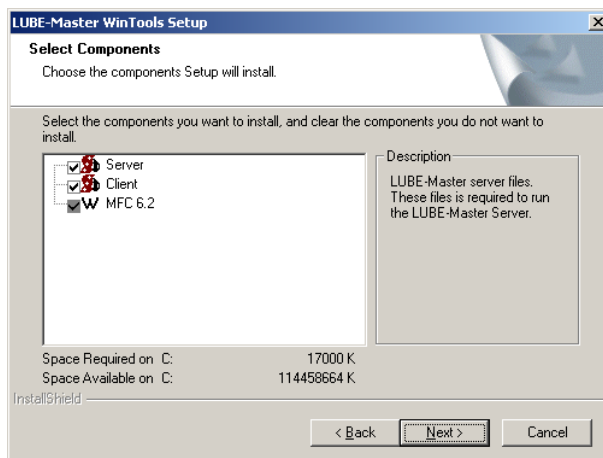 LUBE-Master WinTools Setup
Select Components
Choose the components Setup will install.
Select the components you want to install, and clear the components you do not want to
install.
Server
Client
MFC 6.2
Description
LUBE-Master server files.
These files is required to run
the LUBE-Master Server.
Space Required on C: 17000 K
Space Available on C: 114458664 K
InstallShield
< Back Next > Cancel